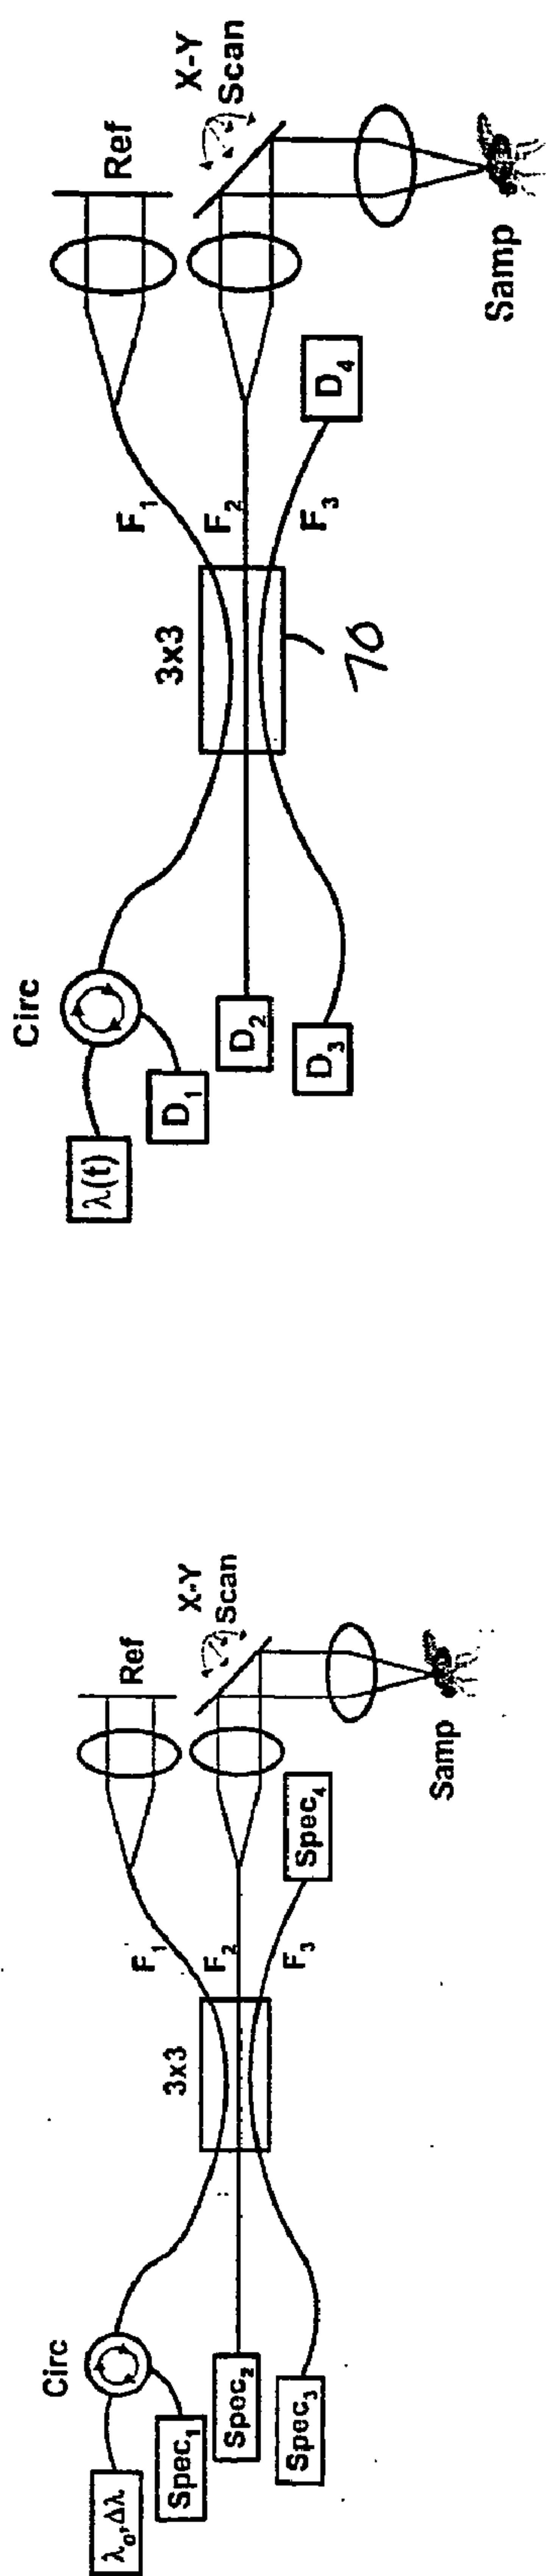 λ₀, Δλ
Circ
Spec₁
Spec₂
Spec₃
3x3
F₁
F₂
F₃
Spec₄
Ref
X-Y
Scan
Samp
λ(t)
Circ
D₁
D₂
D₃
3x3
70
F₁
F₂
F₃
D₄
Ref
X-Y
Scan
Samp